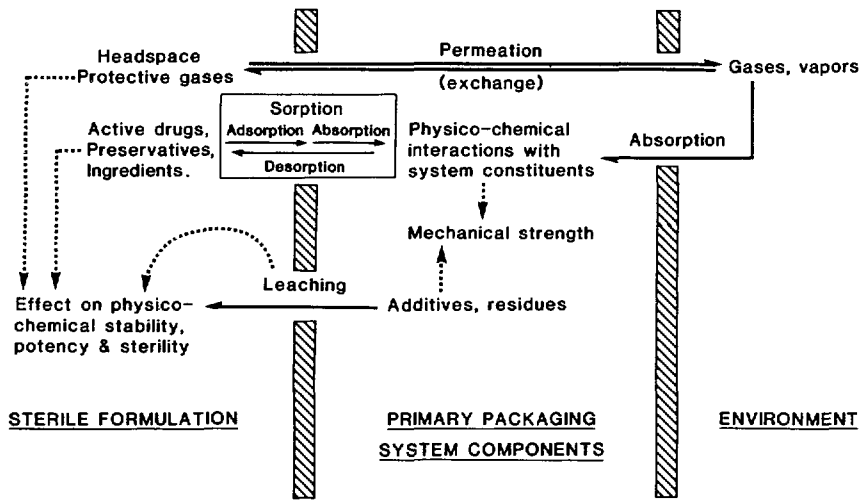 Headspace
Protective gases
Permeation
(exchange)
Gases, vapors
Sorption
Adsorption Absorption
Desorption
Active drugs,
Preservatives,
Ingredients.
Physico-chemical
interactions with
system constituents
Absorption
Mechanical strength
Leaching
Additives, residues
Effect on physico-
chemical stability,
potency & sterility
STERILE FORMULATION
PRIMARY PACKAGING
SYSTEM COMPONENTS
ENVIRONMENT